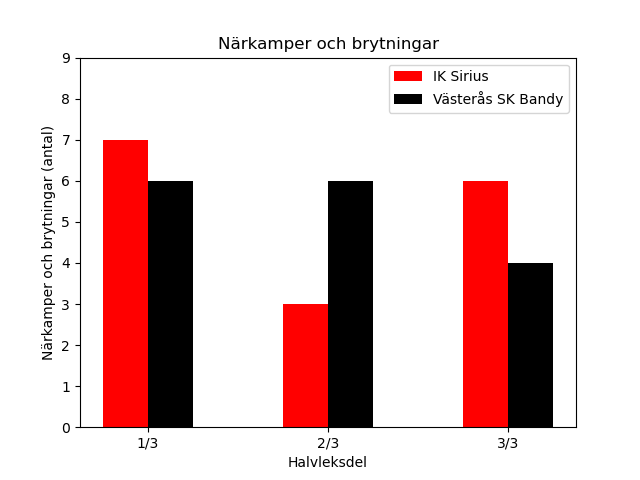 Närkamper och brytningar
IK Sirius
Västerås SK Bandy
Närkamper och brytningar (antal)
9
8
7
6
5
4
3
2
1
0
1/3
2/3
3/3
Halvleksdel